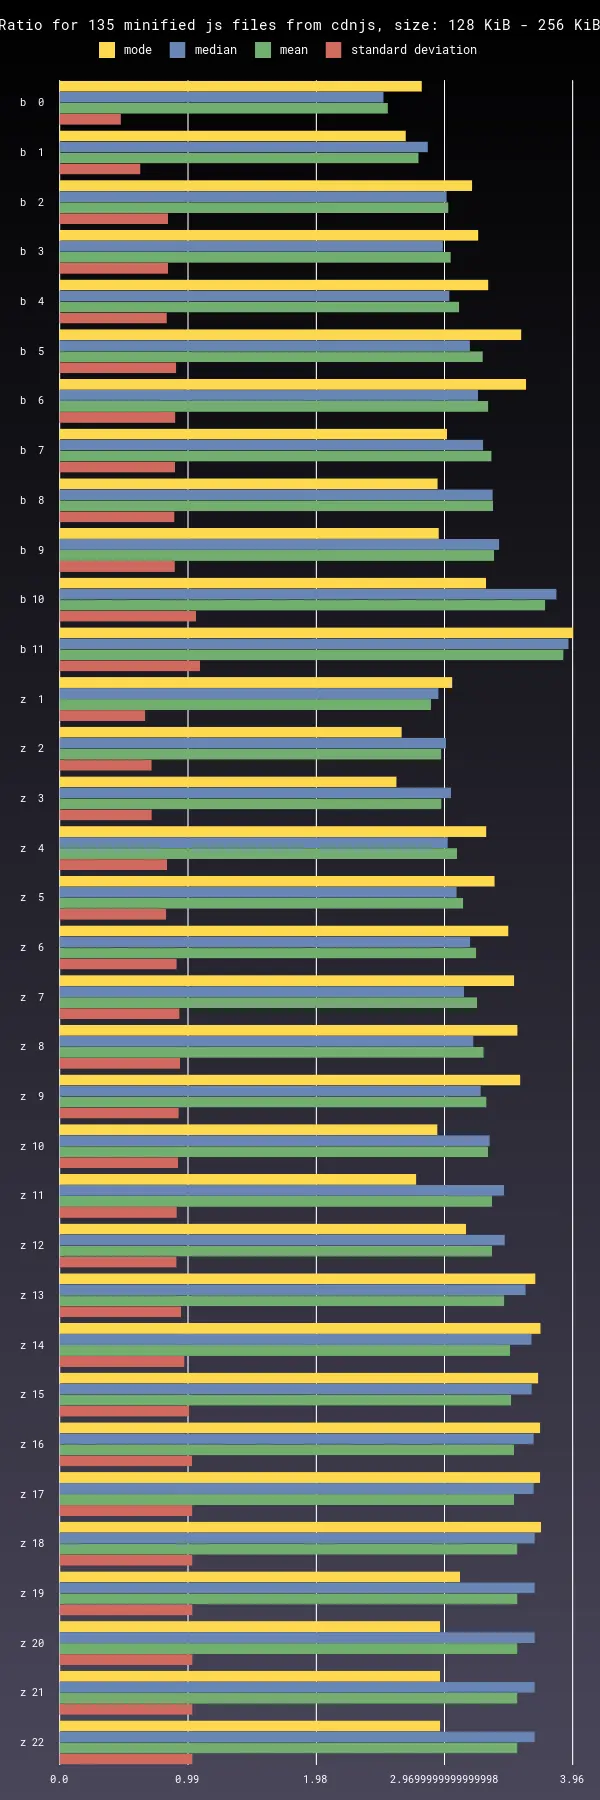 Ratio for 135 minified js files from cdnjs, size: 128 KiB - 256 KiB
mode median mean standard deviation
b 0
b 1
b 2
b 3
b 4
b 5
b 6
b 7
b 8
b 9
b 10
b 11
z 1
z 2
z 3
z 4
z 5
z 6
z 7
z 8
z 9
z 10
z 11
z 12
z 13
z 14
z 15
z 16
z 17
z 18
z 19
z 20
z 21
z 22
0.0 0.99 1.98 2.9699999999999998 3.96